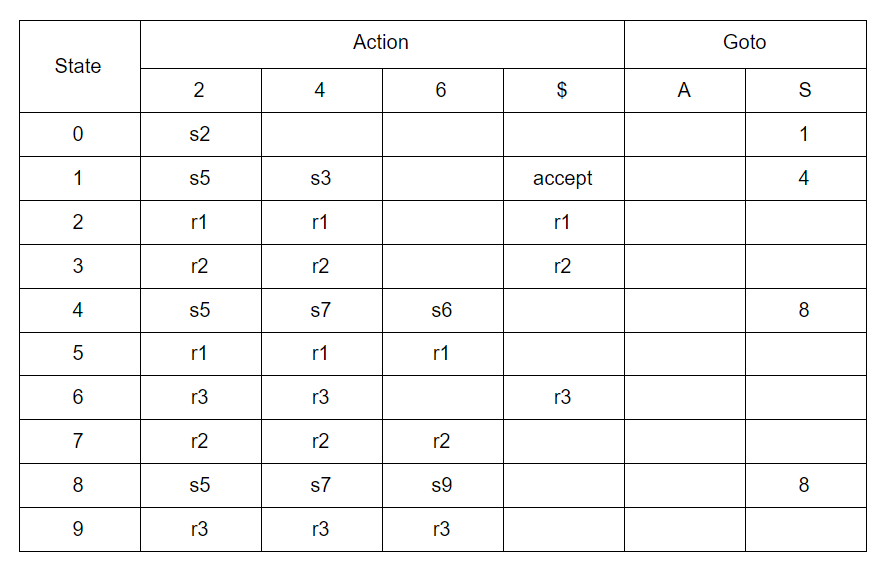 State Action Goto
2 4 6 $ A S
0 s2 1
1 s5 s3 accept 4
2 r1 r1 r1
3 r2 r2 r2
4 s5 s7 s6 8
5 r1 r1 r1
6 r3 r3 r3
7 r2 r2 r2
8 s5 s7 s9 8
9 r3 r3 r3